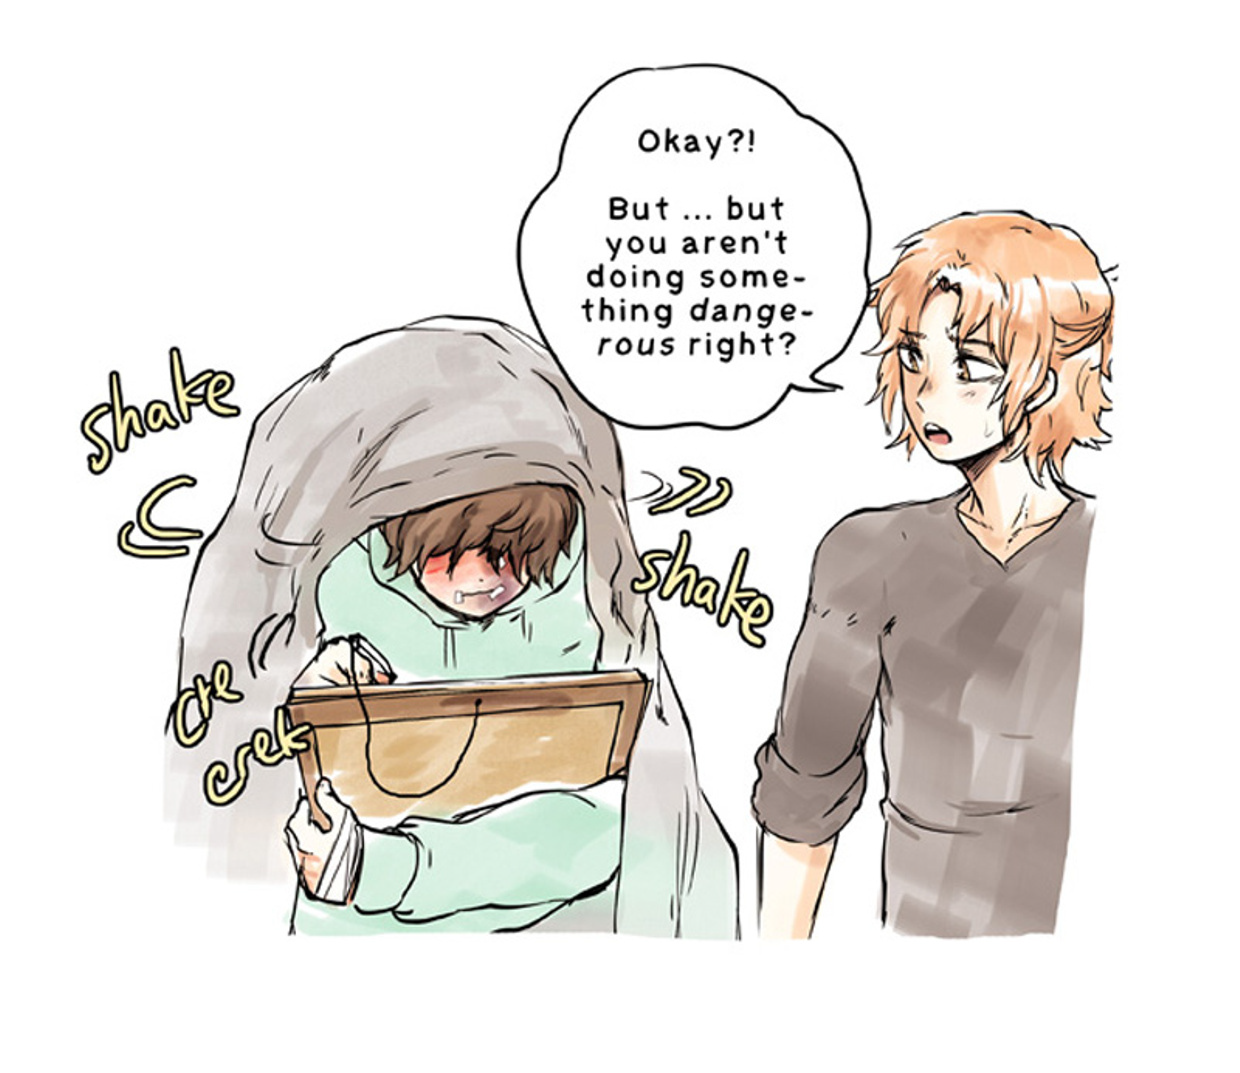 Okay?!
But ... but
you aren't
doing some-
thing dange-
rous right?
shake
shake
cre
crek